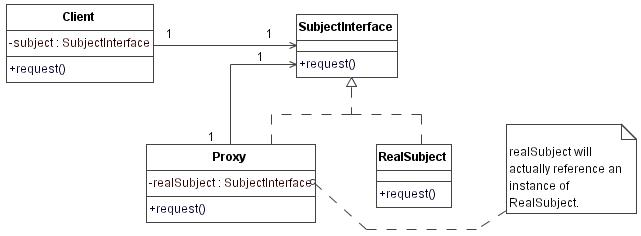 Client
-subject : SubjectInterface
+request()
1
1
SubjectInterface
+request()
1
1
Proxy
-realSubject : SubjectInterface
+request()
RealSubject
+request()
realSubject will
actually reference an
instance of
RealSubject.